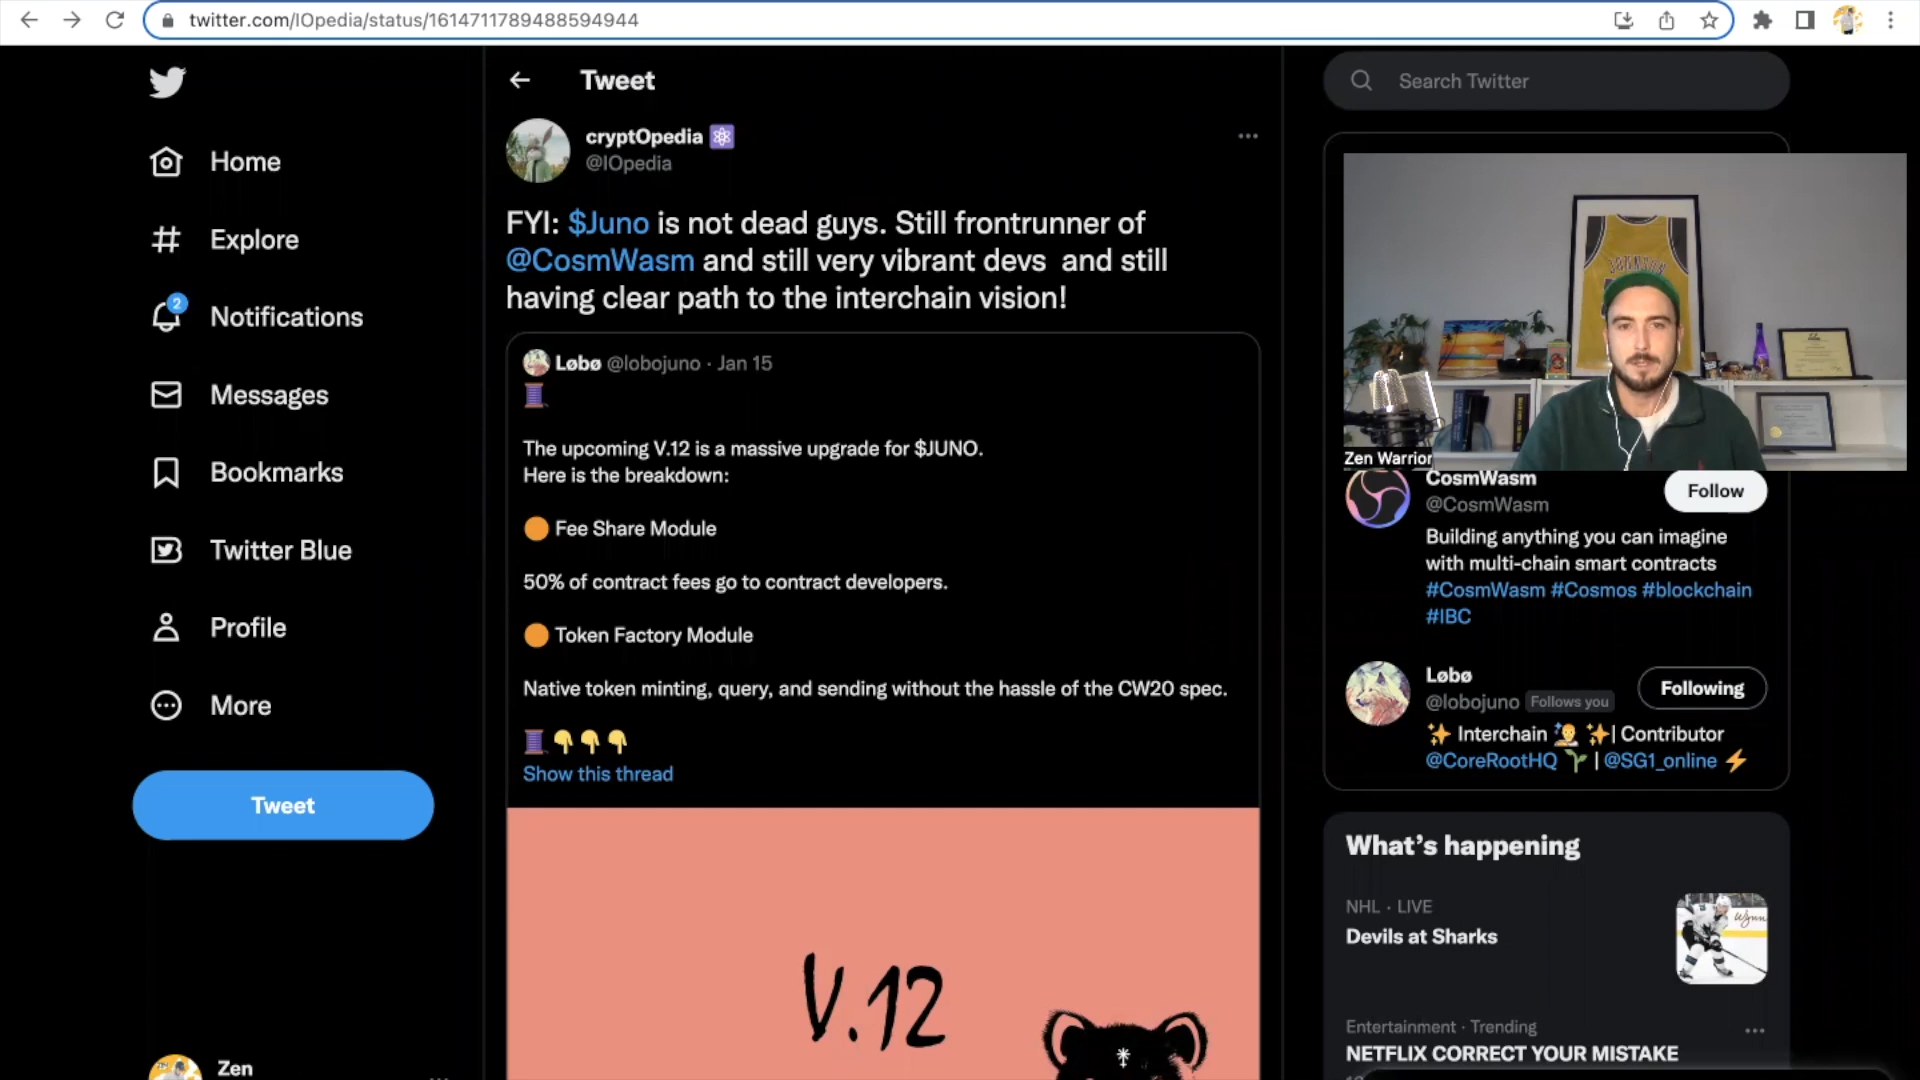 twitter.com/IOpedia/status/1614711789488594944
Home
Explore
2
Notifications
Messages
Bookmarks
Twitter Blue
Profile
More
Tweet
Zen
Tweet
cryptOpedia
@IOpedia
FYI: $Juno is not dead guys. Still frontrunner of
@CosmWasm and still very vibrant devs and still
having clear path to the interchain vision!
Løbø @lobojuno · Jan 15
The upcoming V.12 is a massive upgrade for $JUNO.
Here is the breakdown:
🟠 Fee Share Module
50% of contract fees go to contract developers.
🟠 Token Factory Module
Native token minting, query, and sending without the hassle of the CW20 spec.
🧵👇👇👇
Show this thread
V.12
Search Twitter
Zen Warrior
CosmWasm
@CosmWasm
Follow
Building anything you can imagine
with multi-chain smart contracts
#CosmWasm #Cosmos #blockchain
#IBC
Løbø
@lobojuno Follows you
Following
✨ Interchain 🧑‍🚀 ✨| Contributor
@CoreRootHQ 🌱 | @SG1_online ⚡
What's happening
NHL · LIVE
Devils at Sharks
Entertainment · Trending
NETFLIX CORRECT YOUR MISTAKE